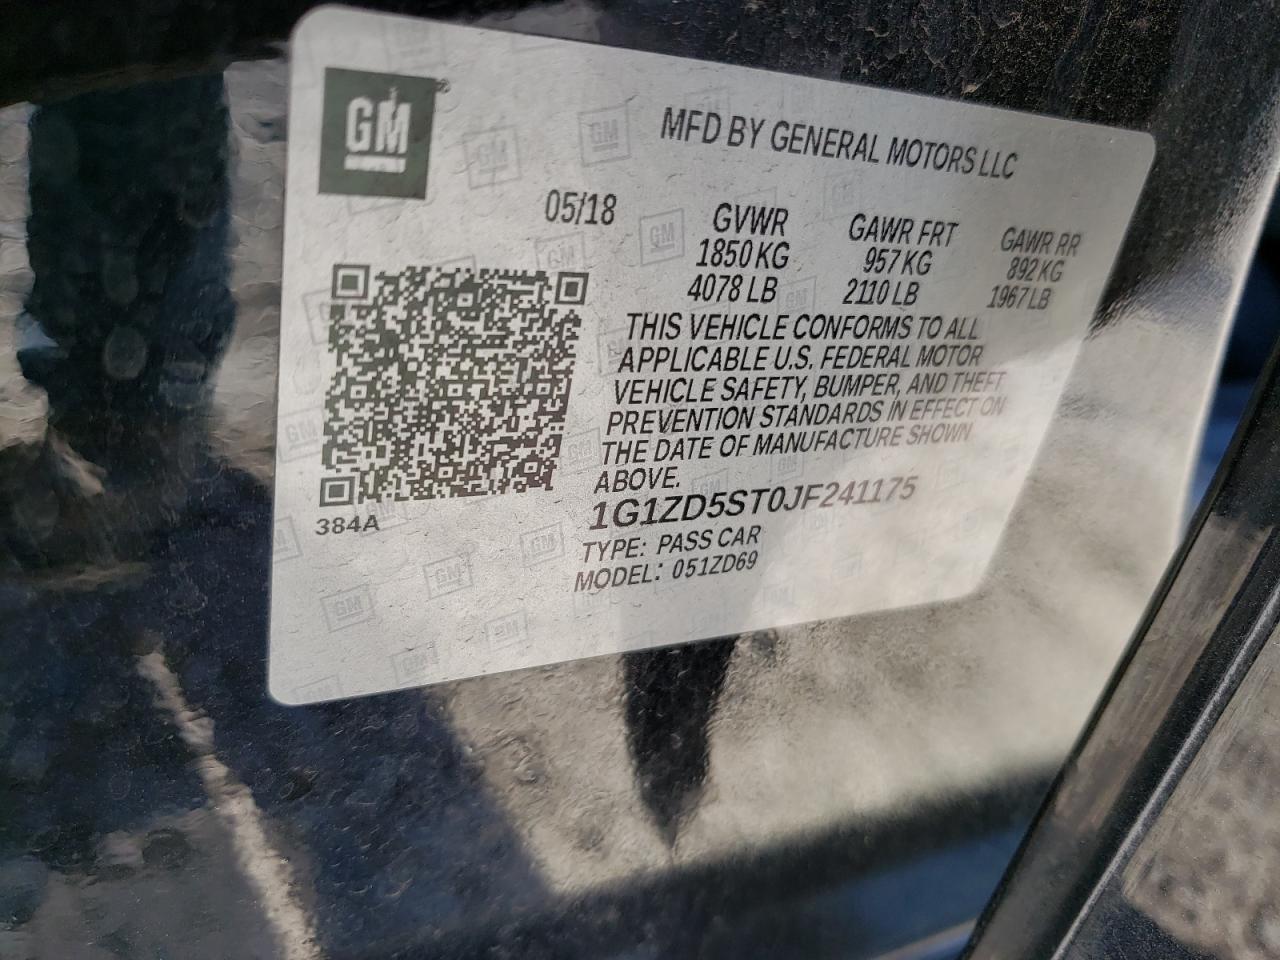 GM
MFD BY GENERAL MOTORS LLC
05/18
GVWR GAWR FRT GAWR RR
1850 KG 957 KG 892 KG
4078 LB 2110 LB 1967 LB
THIS VEHICLE CONFORMS TO ALL
APPLICABLE U.S. FEDERAL MOTOR
VEHICLE SAFETY, BUMPER, AND THEFT
PREVENTION STANDARDS IN EFFECT ON
THE DATE OF MANUFACTURE SHOWN
ABOVE.
384A
1G1ZD5ST0JF241175
TYPE: PASS CAR
MODEL: 051ZD69